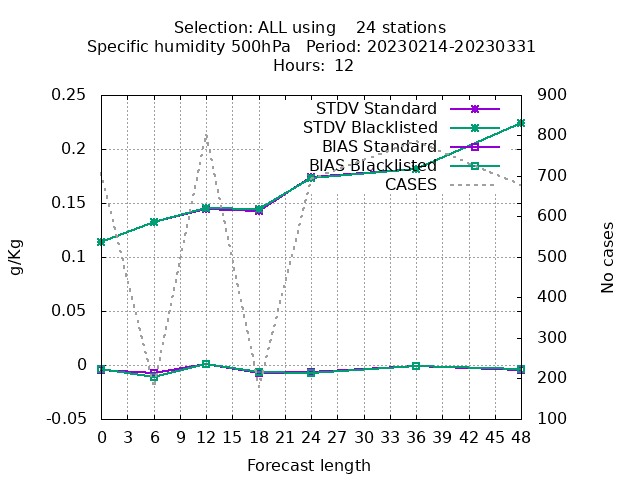 Selection: ALL using    24 stations
Specific humidity 500hPa   Period: 20230214-20230331
Hours: 12
STDV Standard
STDV Blacklisted
BIAS Standard
BIAS Blacklisted
CASES
0.25
0.2
0.15
0.1
0.05
0
-0.05
g/Kg
900
800
700
600
500
400
300
200
100
No cases
0 3 6 9 12 15 18 21 24 27 30 33 36 39 42 45 48
Forecast length